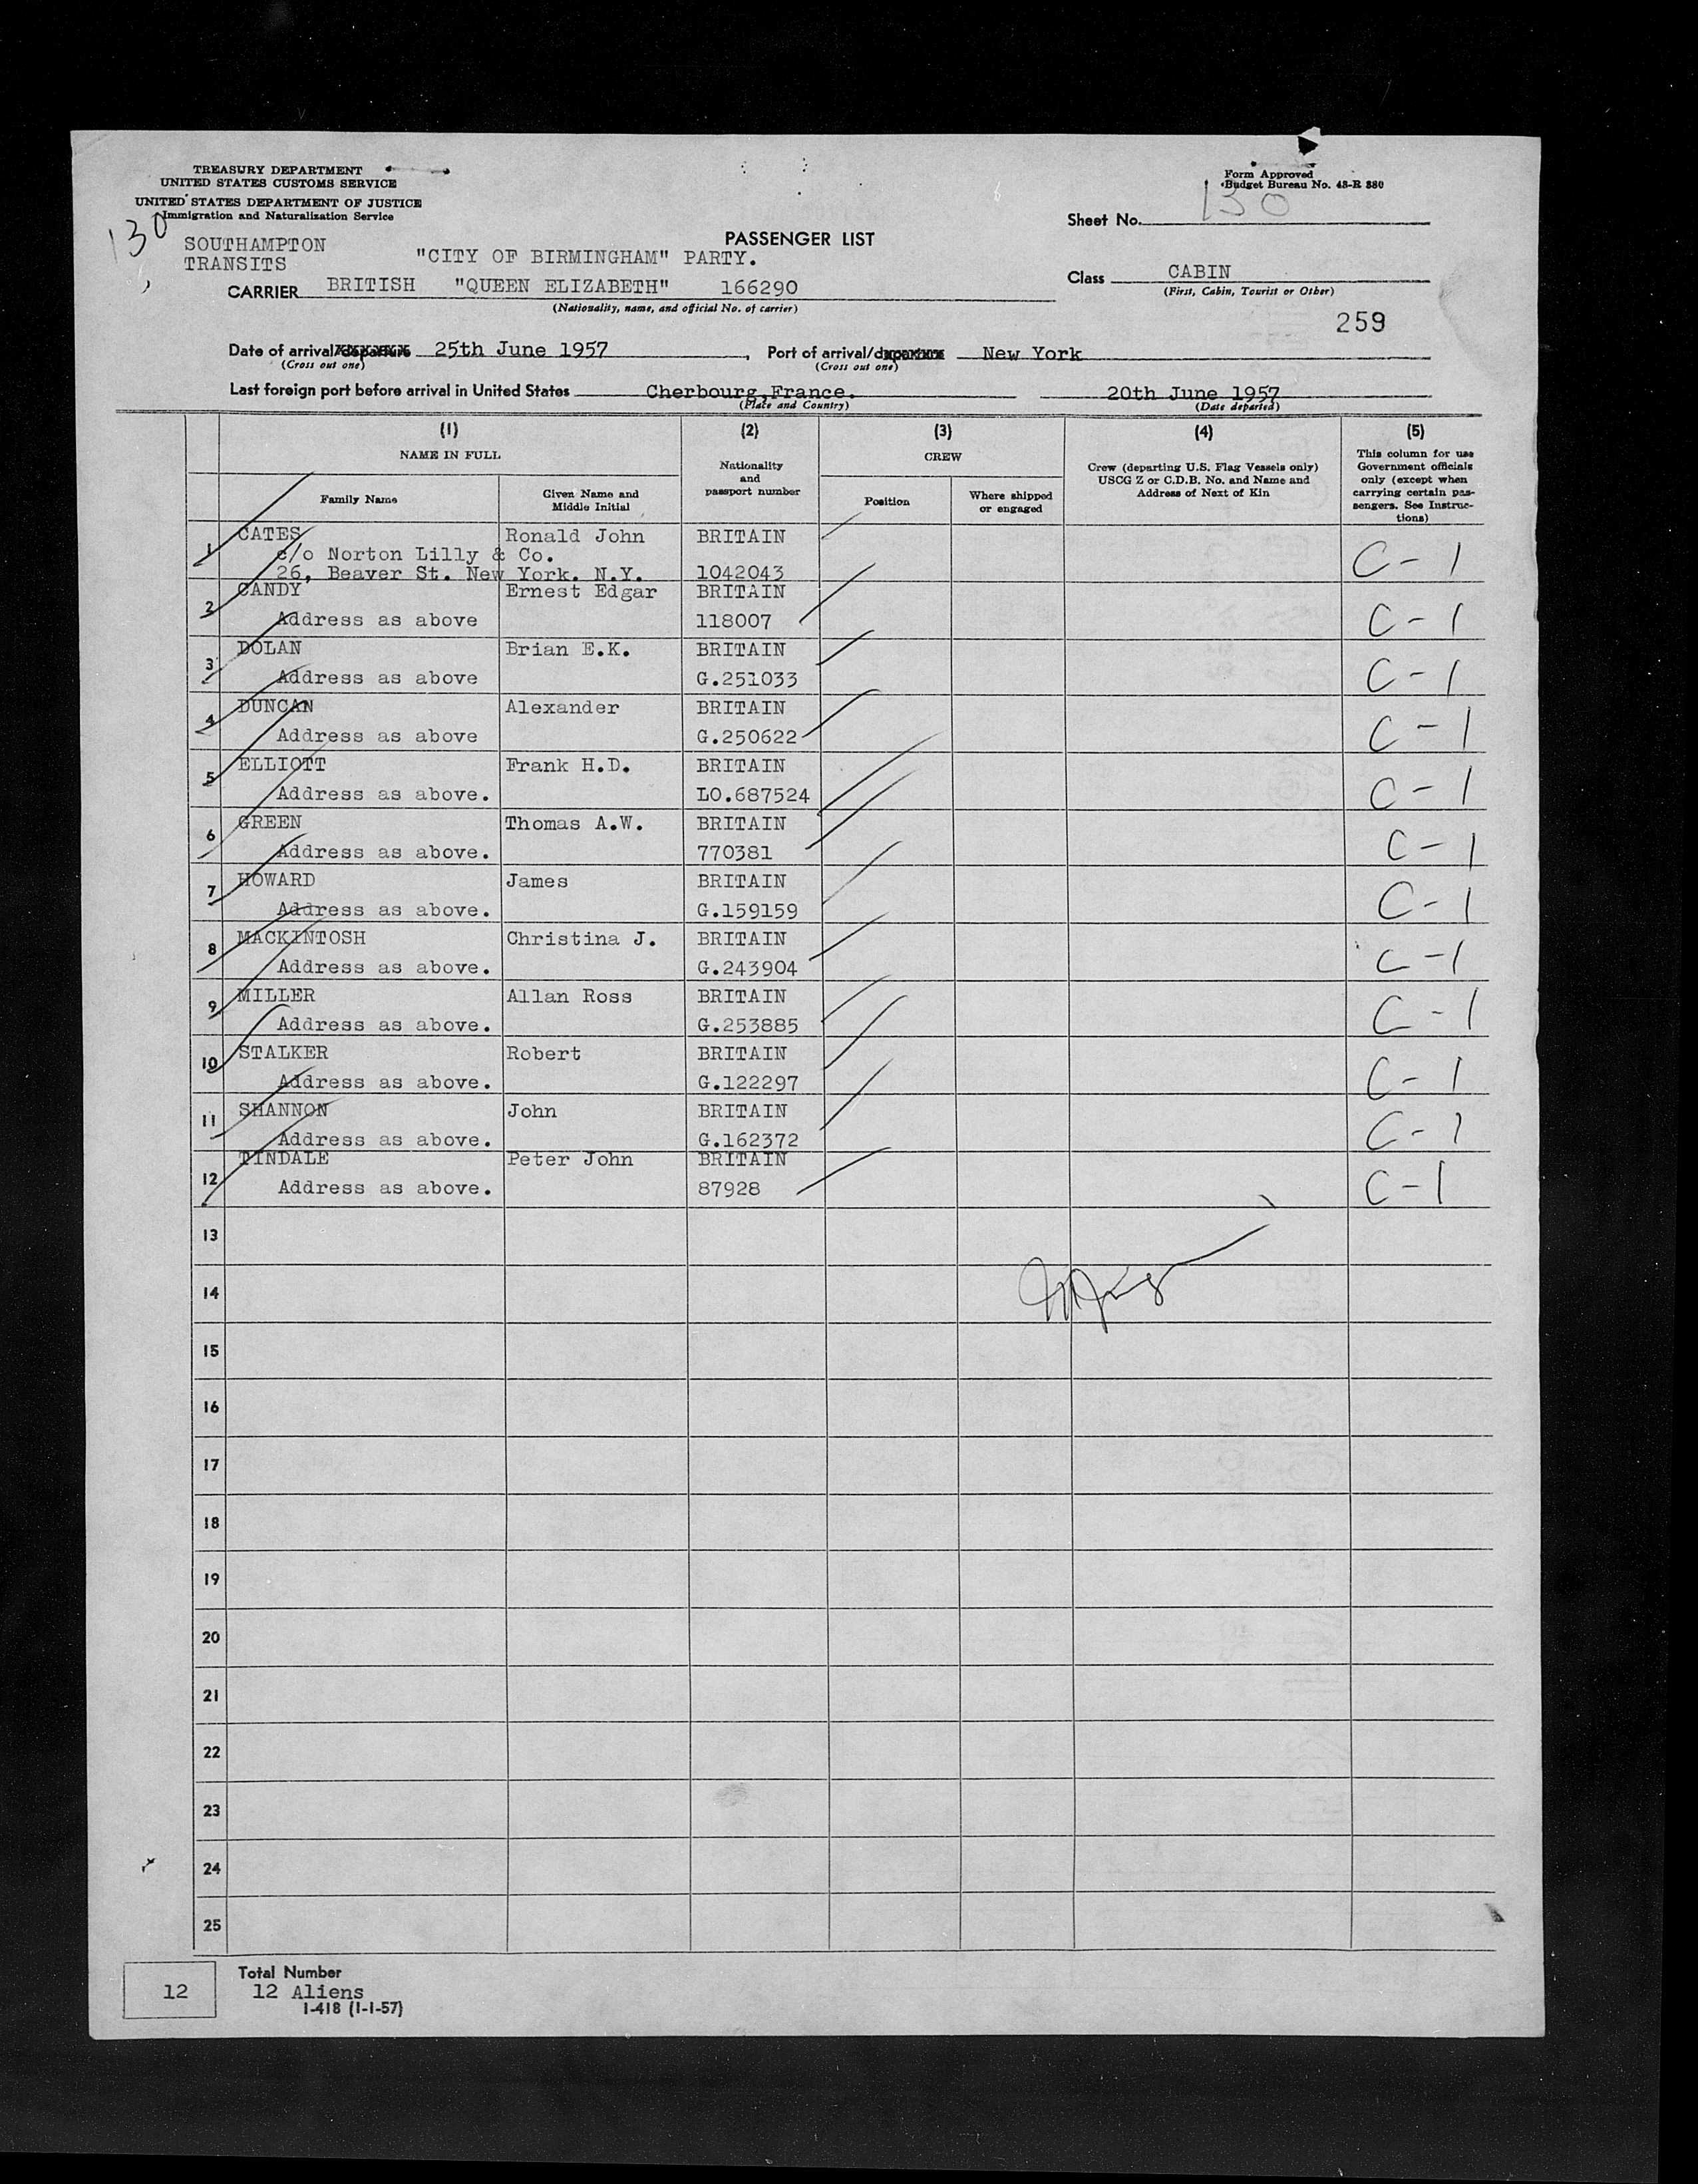 TREASURY DEPARTMENT
UNITED STATES CUSTOMS SERVICE
UNITED STATES DEPARTMENT OF JUSTICE
Immigration and Naturalization Service
130
Form Approved
Budget Bureau No. 43-R 380
Sheet No. 130
SOUTHAMPTON
TRANSITS
PASSENGER LIST
"CITY OF BIRMINGHAM" PARTY.
Class CABIN
(First, Cabin, Tourist or Other)
CARRIER BRITISH "QUEEN ELIZABETH" 166290
(Nationality, name, and official No. of carrier)
259
Date of arrival/departure 25th June 1957, Port of arrival/departure New York
(Cross out one) (Cross out one)
Last foreign port before arrival in United States Cherbourg, France. 20th June 1957
(Place and Country) (Date departed)
(1) (2) (3) (4) (5)
NAME IN FULL
Family Name
Given Name and
Middle Initial
Nationality
and
passport number
CREW
Position
Where shipped
or engaged
Crew (departing U.S. Flag Vessels only)
USCG Z or C.D.B. No. and Name and
Address of Next of Kin
This column for use
Government officials
only (except when
carrying certain pas-
sengers. See Instruc-
tions)
1 CATES Ronald John BRITAIN
c/o Norton Lilly & Co.
26, Beaver St. New York. N.Y. 1042043 C-1
2 CANDY Ernest Edgar BRITAIN
Address as above 118007 C-1
3 DOLAN Brian E.K. BRITAIN
Address as above G.251033 C-1
4 DUNCAN Alexander BRITAIN
Address as above G.250622 C-1
5 ELLIOTT Frank H.D. BRITAIN
Address as above. LO.687524 C-1
6 GREEN Thomas A.W. BRITAIN
Address as above. 770381 C-1
7 HOWARD James BRITAIN
Address as above. G.159159 C-1
8 MACKINTOSH Christina J. BRITAIN
Address as above. G.243904 C-1
9 MILLER Allan Ross BRITAIN
Address as above. G.253885 C-1
10 STALKER Robert BRITAIN
Address as above. G.122297 C-1
11 SHANNON John BRITAIN
Address as above. G.162372 C-1
12 TINDALE Peter John BRITAIN
Address as above. 87928 C-1
13
14
15
16
17
18
19
20
21
22
23
24
25
12
Total Number
12 Aliens
I-418 (1-1-57)